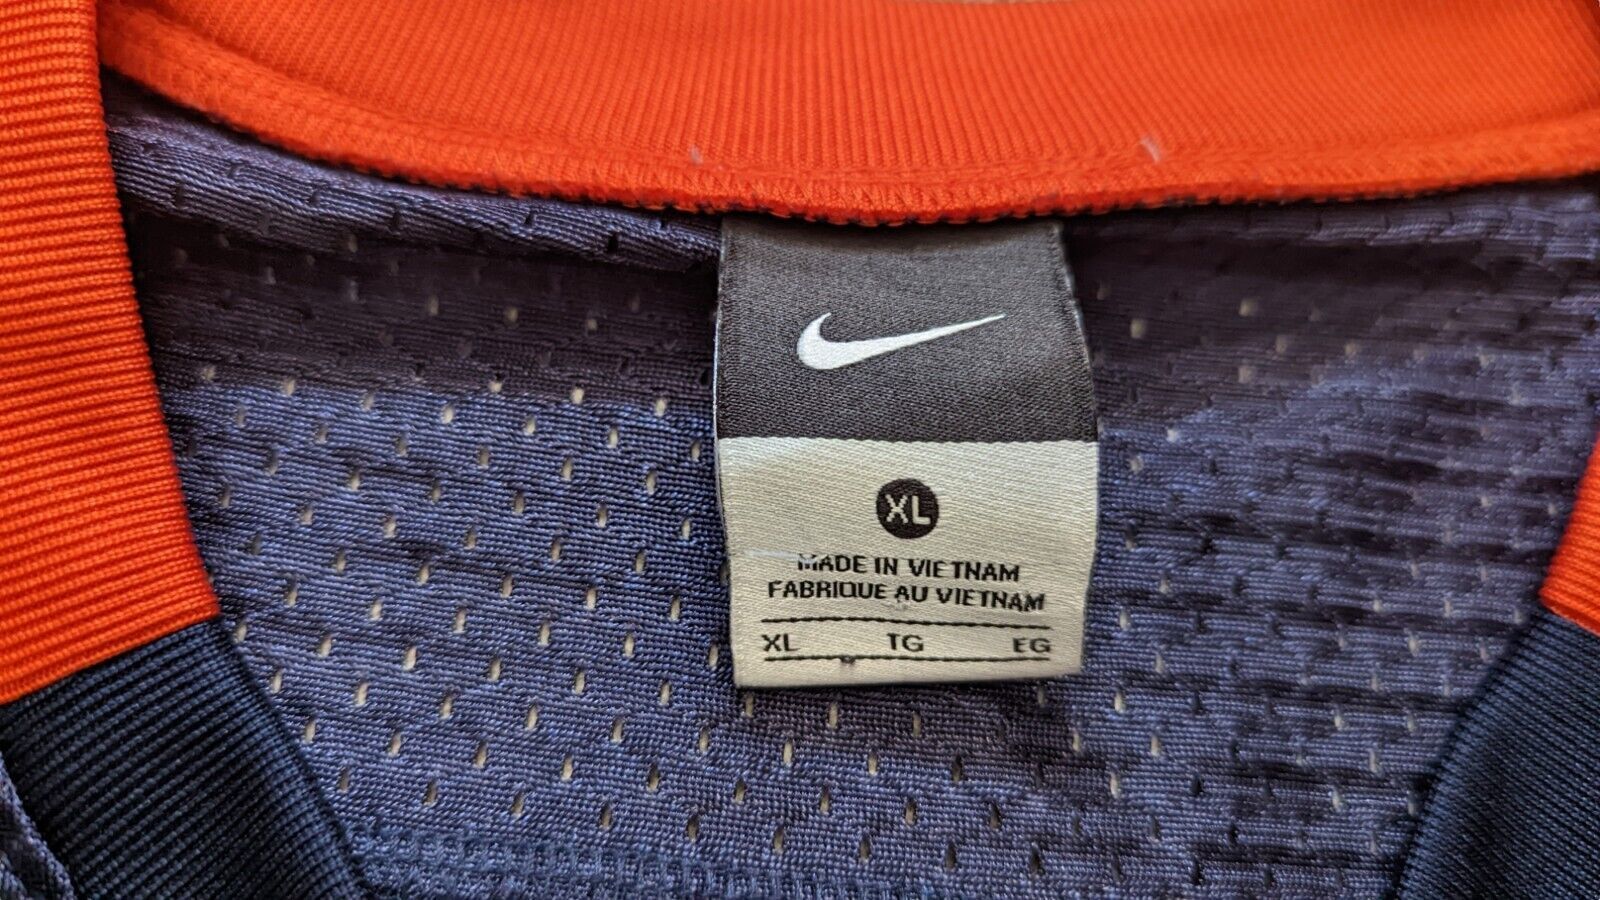 XL
MADE IN VIETNAM
FABRIQUE AU VIETNAM
XL TG EG